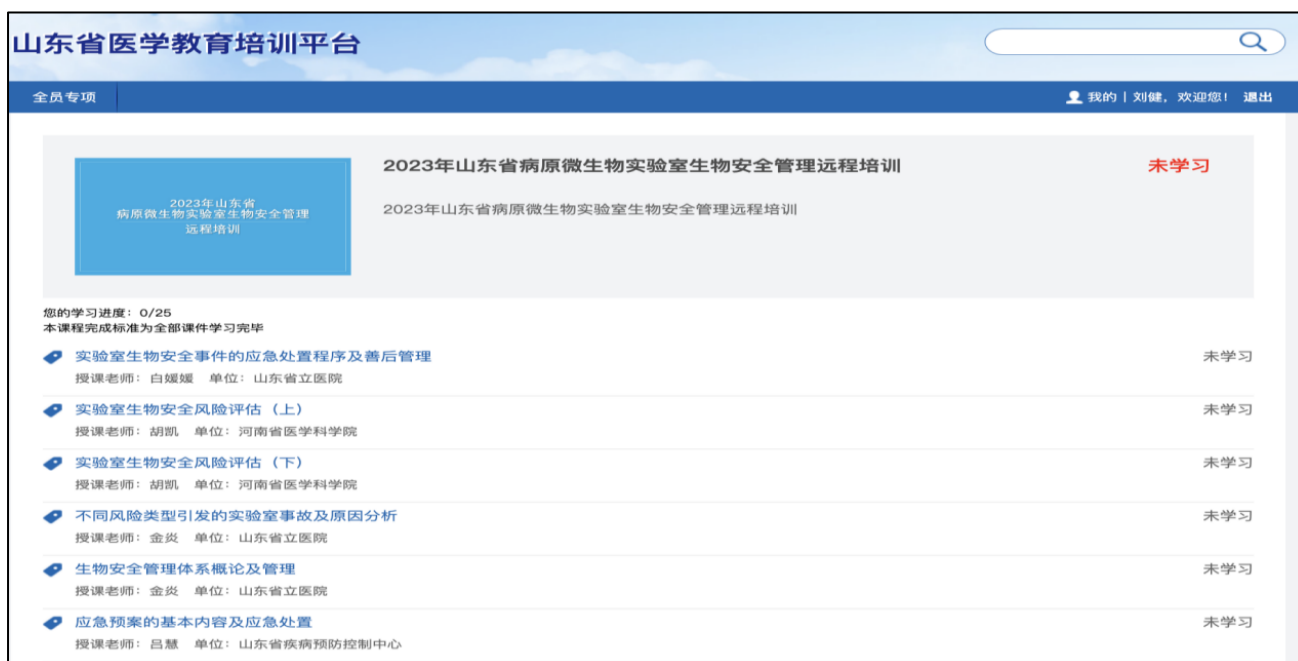 山东省医学教育培训平台
全员专项
我的 | 刘健，欢迎您！ 退出
2023年山东省
病原微生物实验室生物安全管理
远程培训
2023年山东省病原微生物实验室生物安全管理远程培训
未学习
2023年山东省病原微生物实验室生物安全管理远程培训
您的学习进度：0/25
本课程完成标准为全部课件学习完毕
实验室生物安全事件的应急处置程序及善后管理 未学习
授课老师：白媛媛 单位：山东省立医院
实验室生物安全风险评估（上） 未学习
授课老师：胡凯 单位：河南省医学科学院
实验室生物安全风险评估（下） 未学习
授课老师：胡凯 单位：河南省医学科学院
不同风险类型引发的实验室事故及原因分析 未学习
授课老师：金炎 单位：山东省立医院
生物安全管理体系概论及管理 未学习
授课老师：金炎 单位：山东省立医院
应急预案的基本内容及应急处置 未学习
授课老师：吕慧 单位：山东省疾病预防控制中心